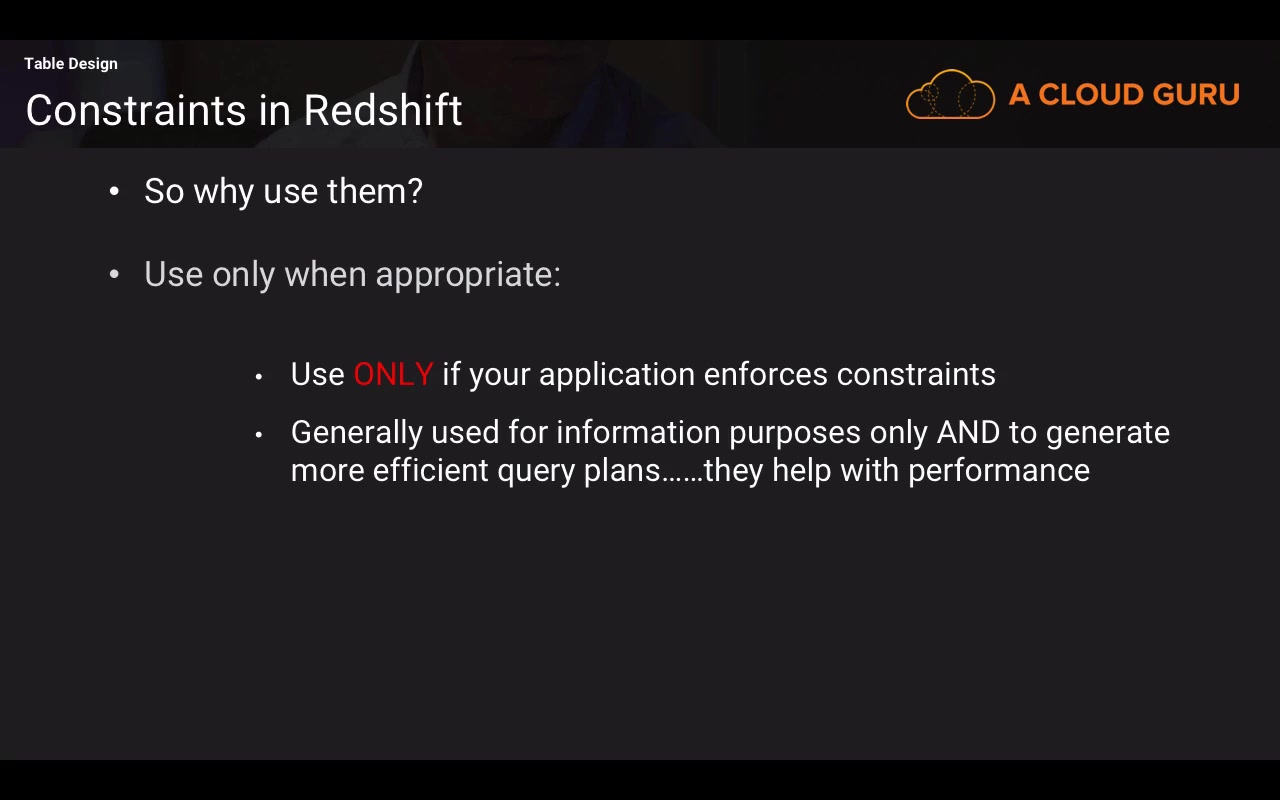 Table Design
Constraints in Redshift
A CLOUD GURU
• So why use them?
• Use only when appropriate:
• Use ONLY if your application enforces constraints
• Generally used for information purposes only AND to generate
more efficient query plans......they help with performance